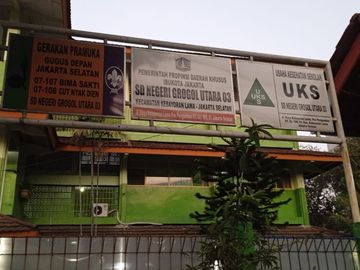 GERAKAN PRAMUKA
GUGUS DEPAN
JAKARTA SELATAN
07-107 BIMA SAKTI
07-108 CUT NYAK DIEN
SD NEGERI GROGOL UTARA 03
PEMERINTAH PROPINSI DAERAH KHUSUS
IBUKOTA JAKARTA
SD NEGERI GROGOL UTARA 03
KECAMATAN KEBAYORAN LAMA - JAKARTA SELATAN
USAHA KESEHATAN SEKOLAH
UKS
UKS
SD NEGERI GROGOL UTARA 03